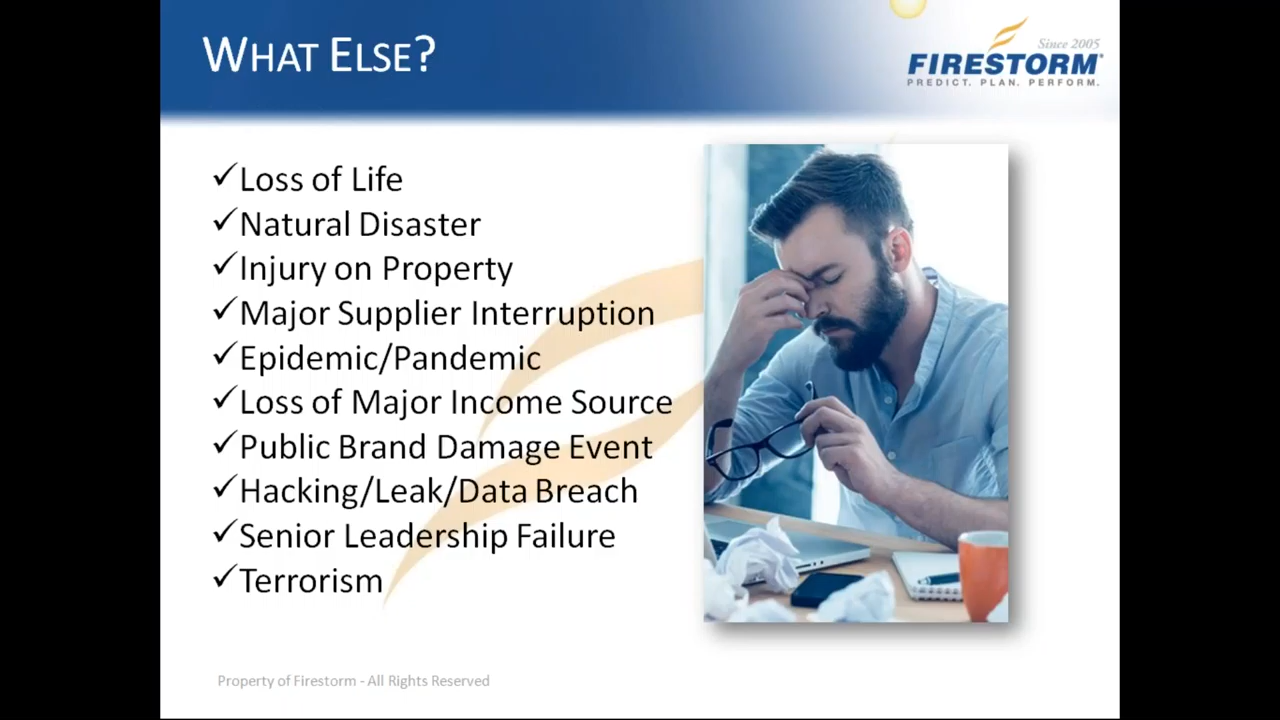 WHAT ELSE?
Since 2005
FIRESTORM®
PREDICT. PLAN. PERFORM.
✓Loss of Life
✓Natural Disaster
✓Injury on Property
✓Major Supplier Interruption
✓Epidemic/Pandemic
✓Loss of Major Income Source
✓Public Brand Damage Event
✓Hacking/Leak/Data Breach
✓Senior Leadership Failure
✓Terrorism
Property of Firestorm - All Rights Reserved